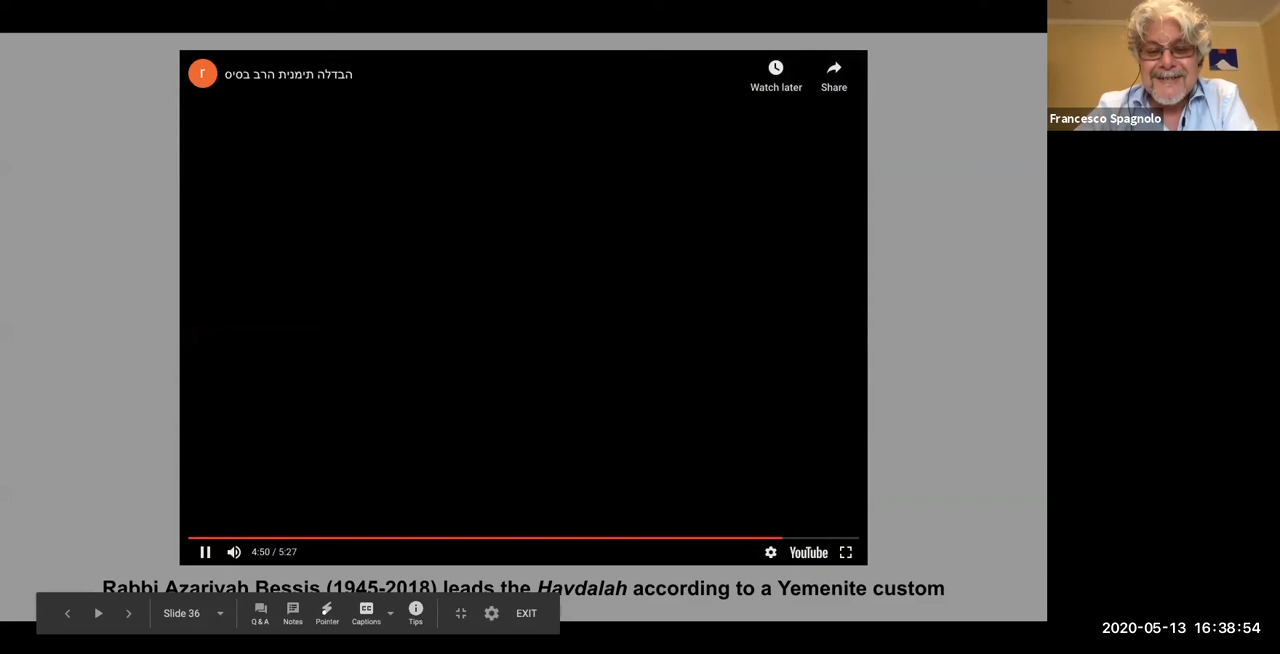 r
הבדלה תימנית הרב בסיס
Watch later
Share
Francesco Spagnolo
4:50 / 5:27
YouTube
Rabbi Azariyah Bessis (1945-2018) leads the Havdalah according to a Yemenite custom
Slide 36
Q & A
Notes
Pointer
CC
Captions
Tips
EXIT
2020-05-13 16:38:54